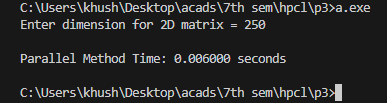 C:\Users\khush\Desktop\acads\7th sem\hpcl\p3>a.exe
Enter dimension for 2D matrix = 250
Parallel Method Time: 0.006000 seconds
C:\Users\khush\Desktop\acads\7th sem\hpcl\p3>